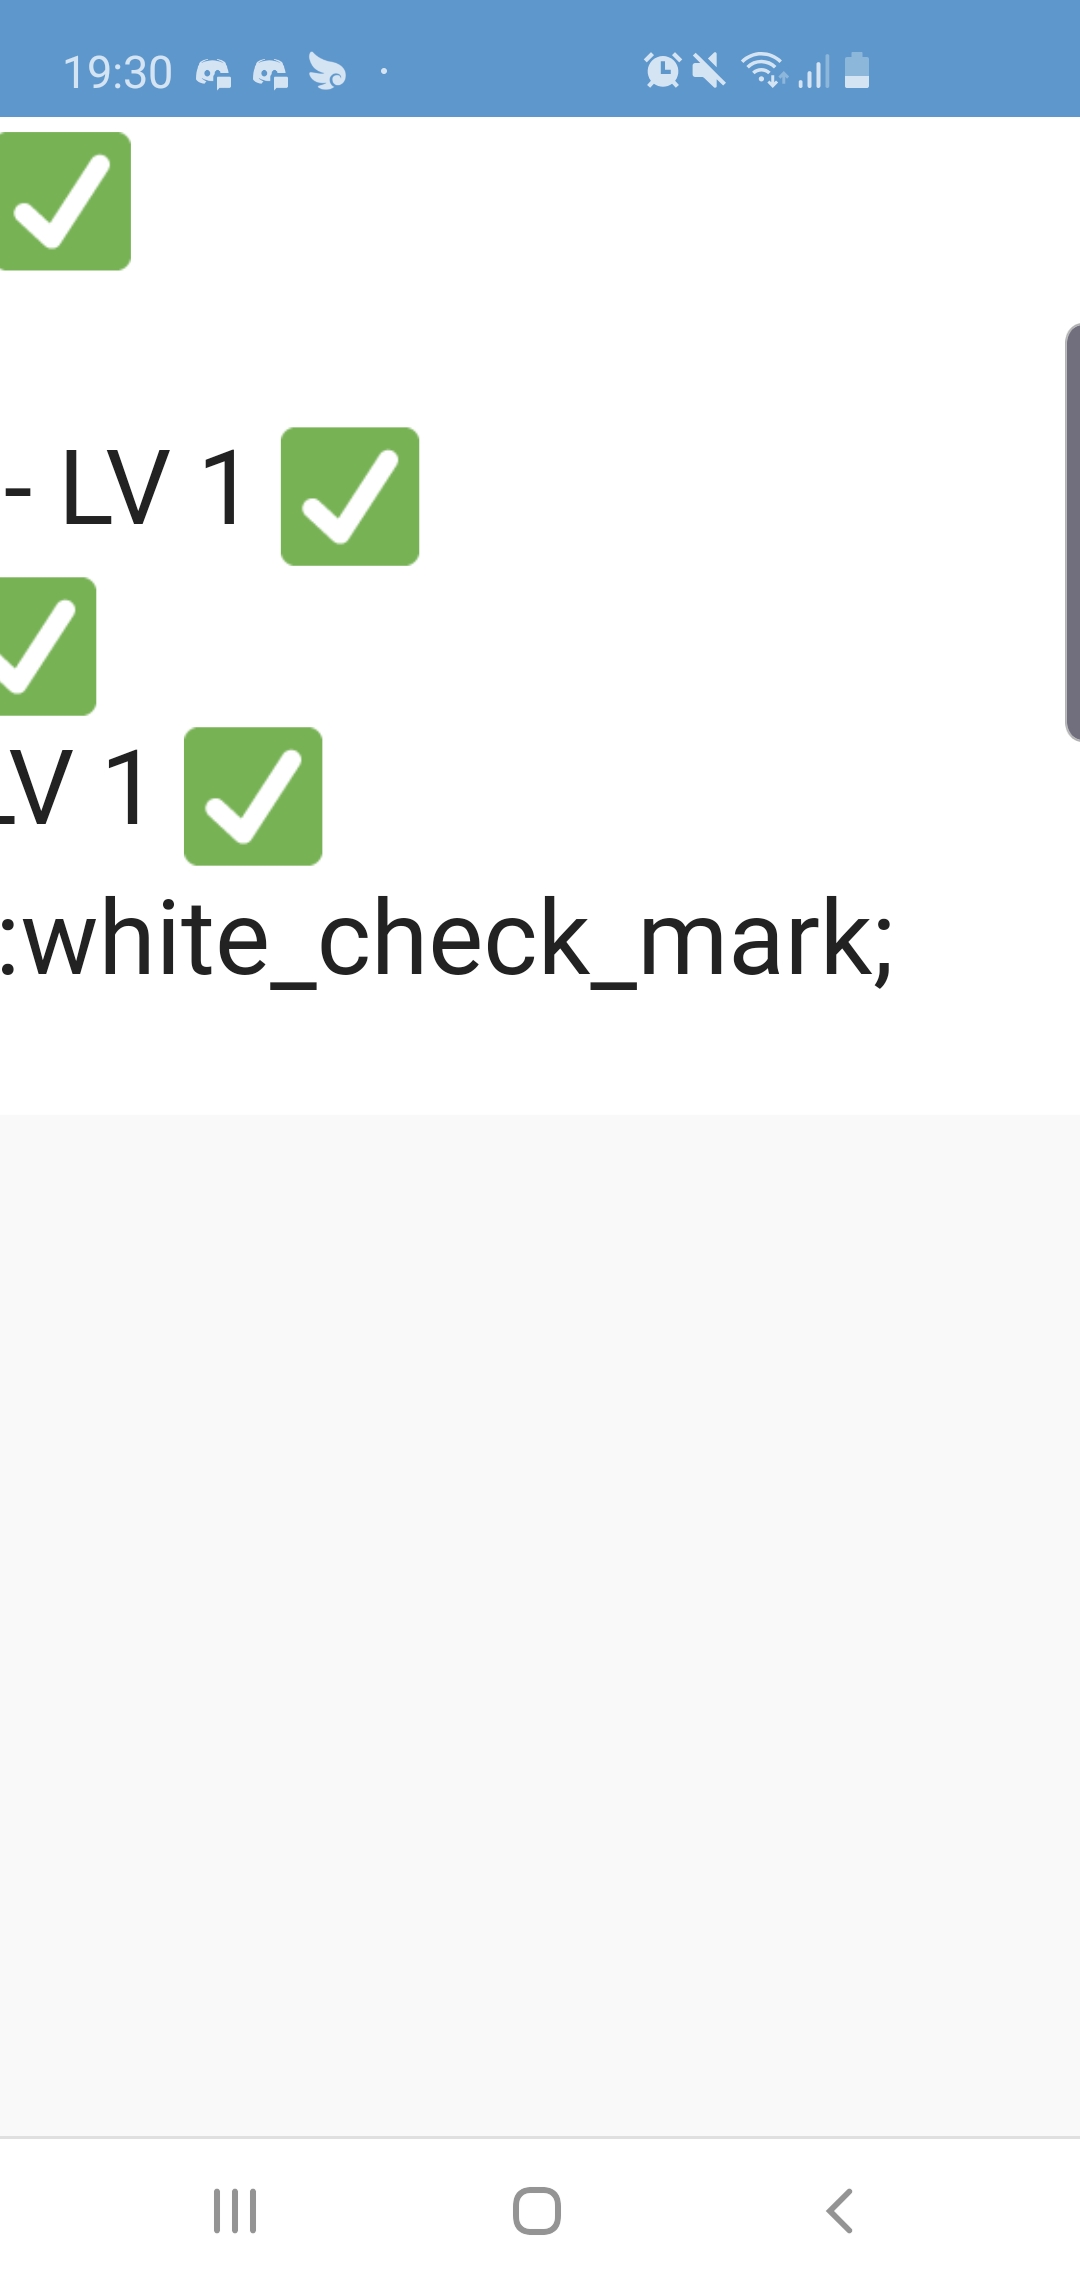 19:30
✅
- LV 1 ✅
✅
LV 1 ✅
:white_check_mark;